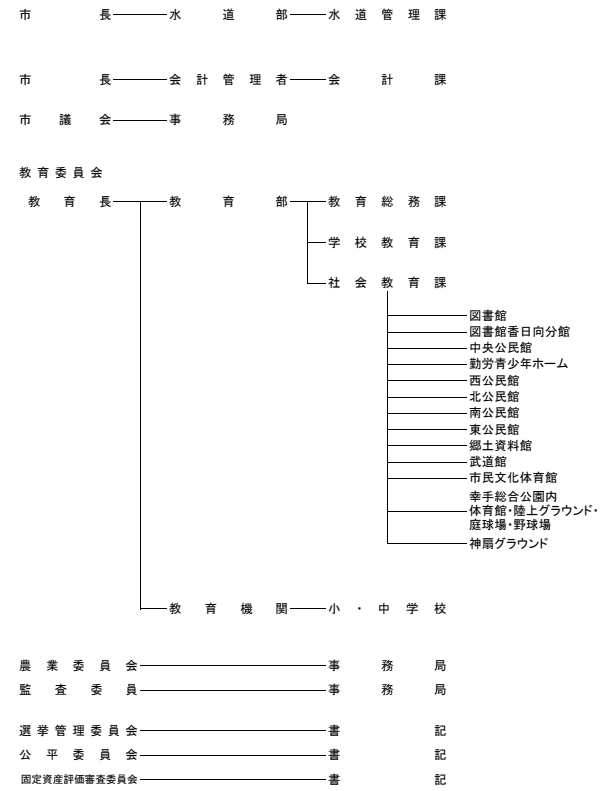 市長 水道部 水道管理課
市長 会計管理者 会計課
市議会 事務局
教育委員会
教育長 教育部 教育総務課
学校教育課
社会教育課
図書館
図書館香日向分館
中央公民館
勤労青少年ホーム
西公民館
北公民館
南公民館
東公民館
郷土資料館
武道館
市民文化体育館
幸手総合公園内
体育館・陸上グラウンド・
庭球場・野球場
神扇グラウンド
教育機関 小・中学校
農業委員会 事務局
監査委員 事務局
選挙管理委員会 書記
公平委員会 書記
固定資産評価審査委員会 書記